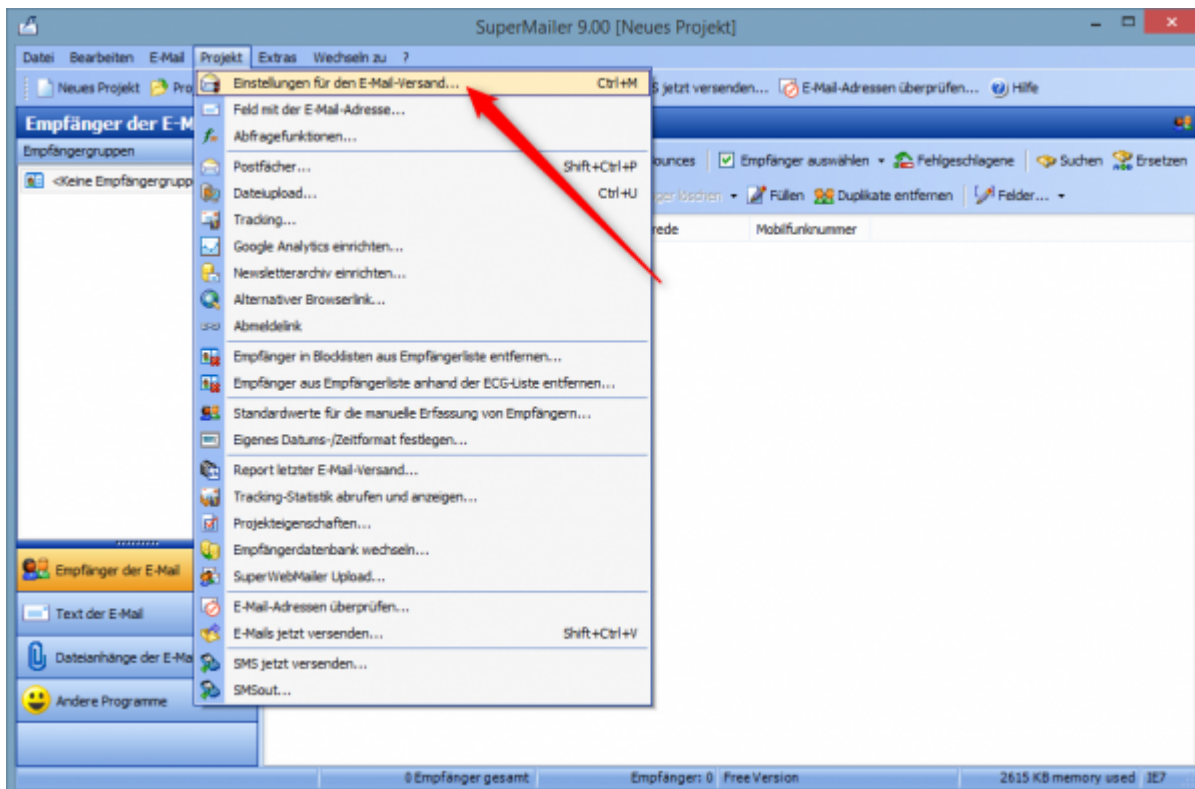 SuperMailer 9.00 [Neues Projekt]
Datei Bearbeiten E-Mail Projekt Extras Wechseln zu ?
Neues Projekt Pro
S jetzt versenden... E-Mail-Adressen überprüfen... Hilfe
Empfänger der E-M
Empfängergruppen
<Keine Empfängergrupp
ounces Empfänger auswählen Fehlgeschlagene Suchen Ersetzen
ger löschen Füllen Duplikate entfernen Felder...
rede Mobilfunknummer
Einstellungen für den E-Mail-Versand... Ctrl+M
Feld mit der E-Mail-Adresse...
Abfragefunktionen...
Postfächer... Shift+Ctrl+P
Dateiupload... Ctrl+U
Tracking...
Google Analytics einrichten...
Newsletterarchiv einrichten...
Alternativer Browserlink...
Abmeldelink
Empfänger in Blocklisten aus Empfängerliste entfernen...
Empfänger aus Empfängerliste anhand der ECG-Liste entfernen...
Standardwerte für die manuelle Erfassung von Empfängern...
Eigenes Datums-/Zeitformat festlegen...
Report letzter E-Mail-Versand...
Tracking-Statistik abrufen und anzeigen...
Projekteigenschaften...
Empfängerdatenbank wechseln...
SuperWebMailer Upload...
E-Mail-Adressen überprüfen...
E-Mails jetzt versenden... Shift+Ctrl+V
SMS jetzt versenden...
SMSout...
Empfänger der E-Mail
Text der E-Mail
Dateianhänge der E-Ma
Andere Programme
0 Empfänger gesamt Empfänger: 0 Free Version 2615 KB memory used IE7